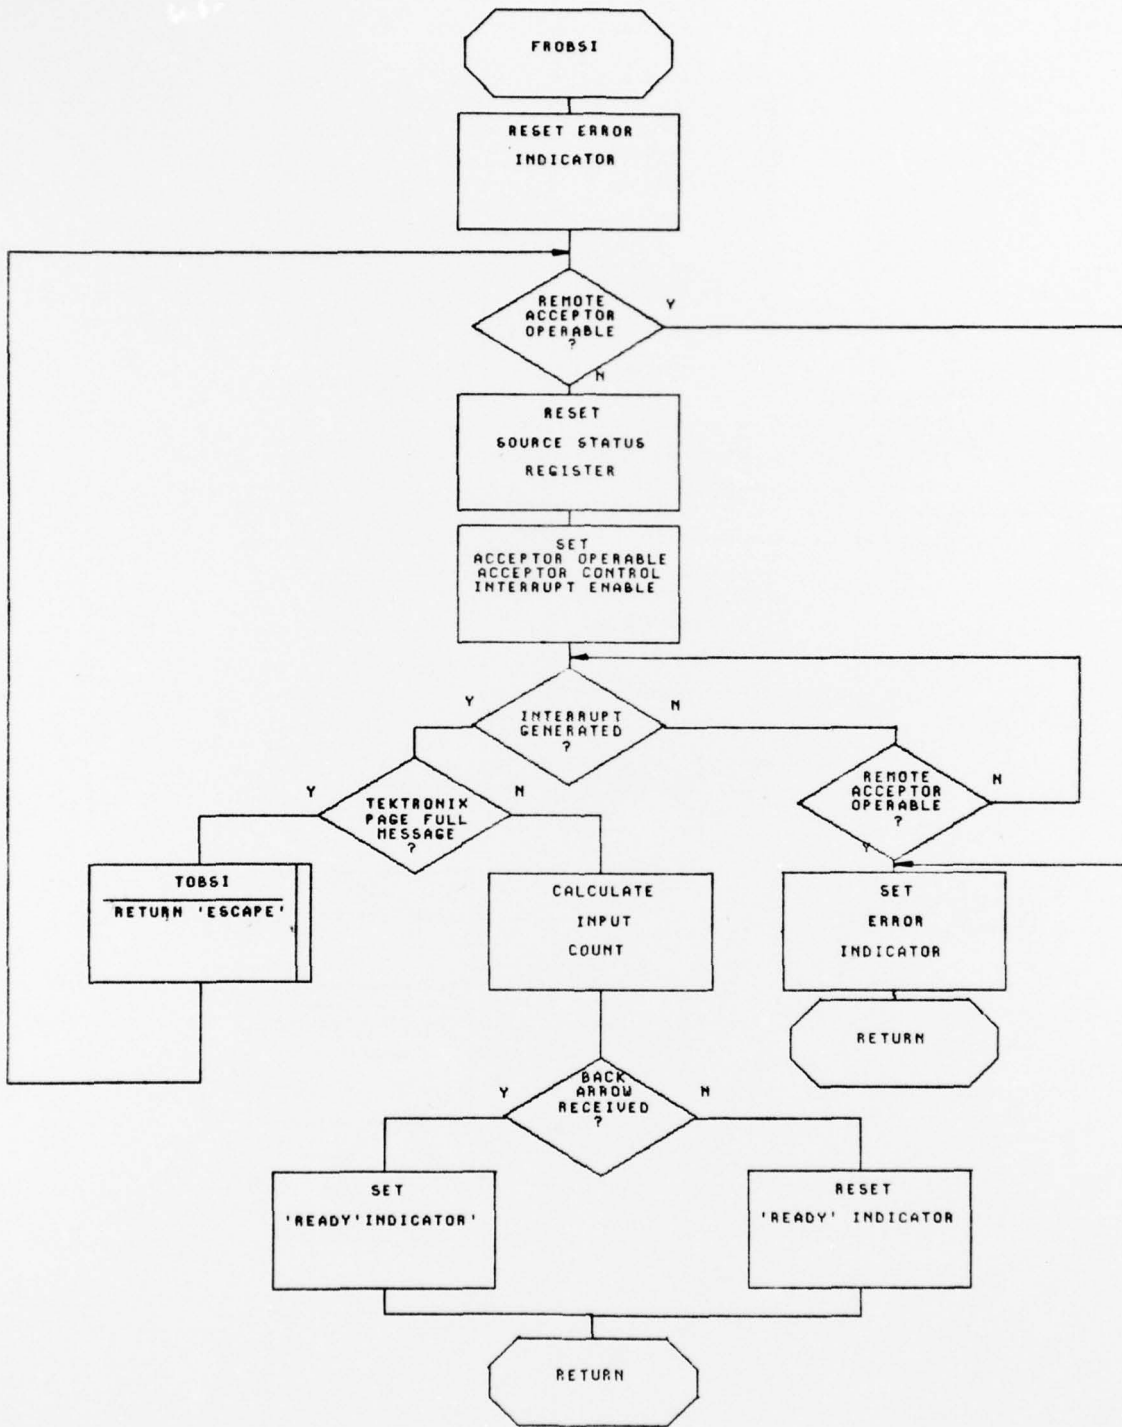 FROBSI
RESET ERROR
INDICATOR
REMOTE
ACCEPTOR
OPERABLE
?
Y
N
RESET
SOURCE STATUS
REGISTER
SET
ACCEPTOR OPERABLE
ACCEPTOR CONTROL
INTERRUPT ENABLE
Y
INTERRUPT
GENERATED
?
N
Y
TEKTRONIX
PAGE FULL
MESSAGE
?
N
REMOTE
ACCEPTOR
OPERABLE
?
N
Y
TOBSI
RETURN 'ESCAPE'
CALCULATE
INPUT
COUNT
SET
ERROR
INDICATOR
RETURN
Y
BACK
ARROW
RECEIVED
?
N
SET
'READY'INDICATOR'
RESET
'READY' INDICATOR
RETURN